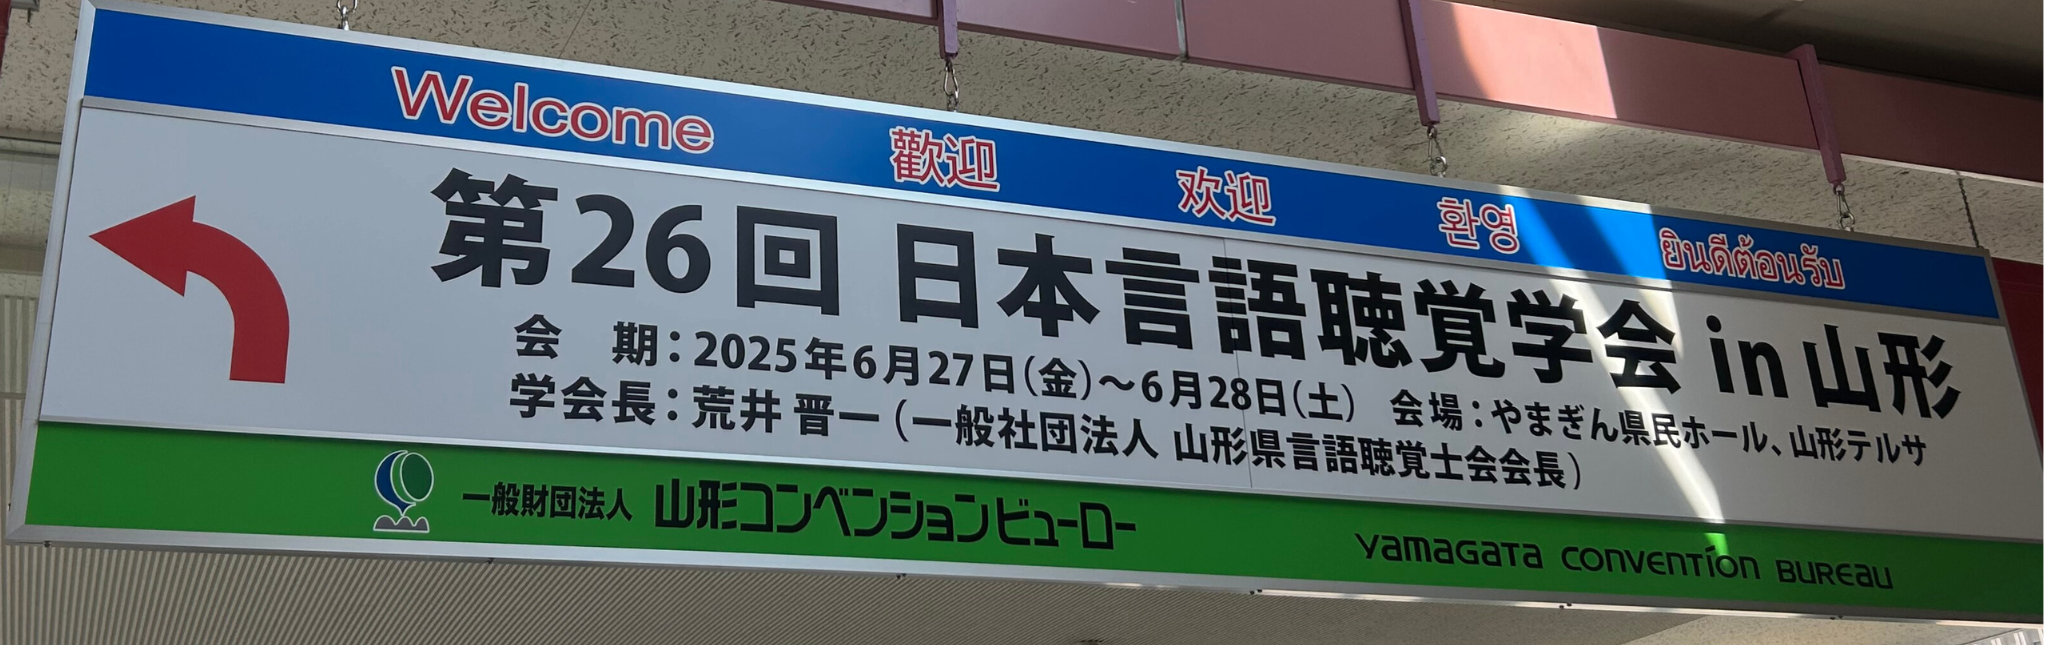 Welcome 歡迎 欢迎 환영 ยินดีต้อนรับ
第26回 日本言語聴覚学会 in 山形
会　期：2025年6月27日(金)～6月28日(土)　会場：やまぎん県民ホール、山形テルサ
学会長：荒井 晋一（一般社団法人 山形県言語聴覚士会会長）
一般財団法人 山形コンベンションビューロー YAMAGATA CONVENTION BUREAU